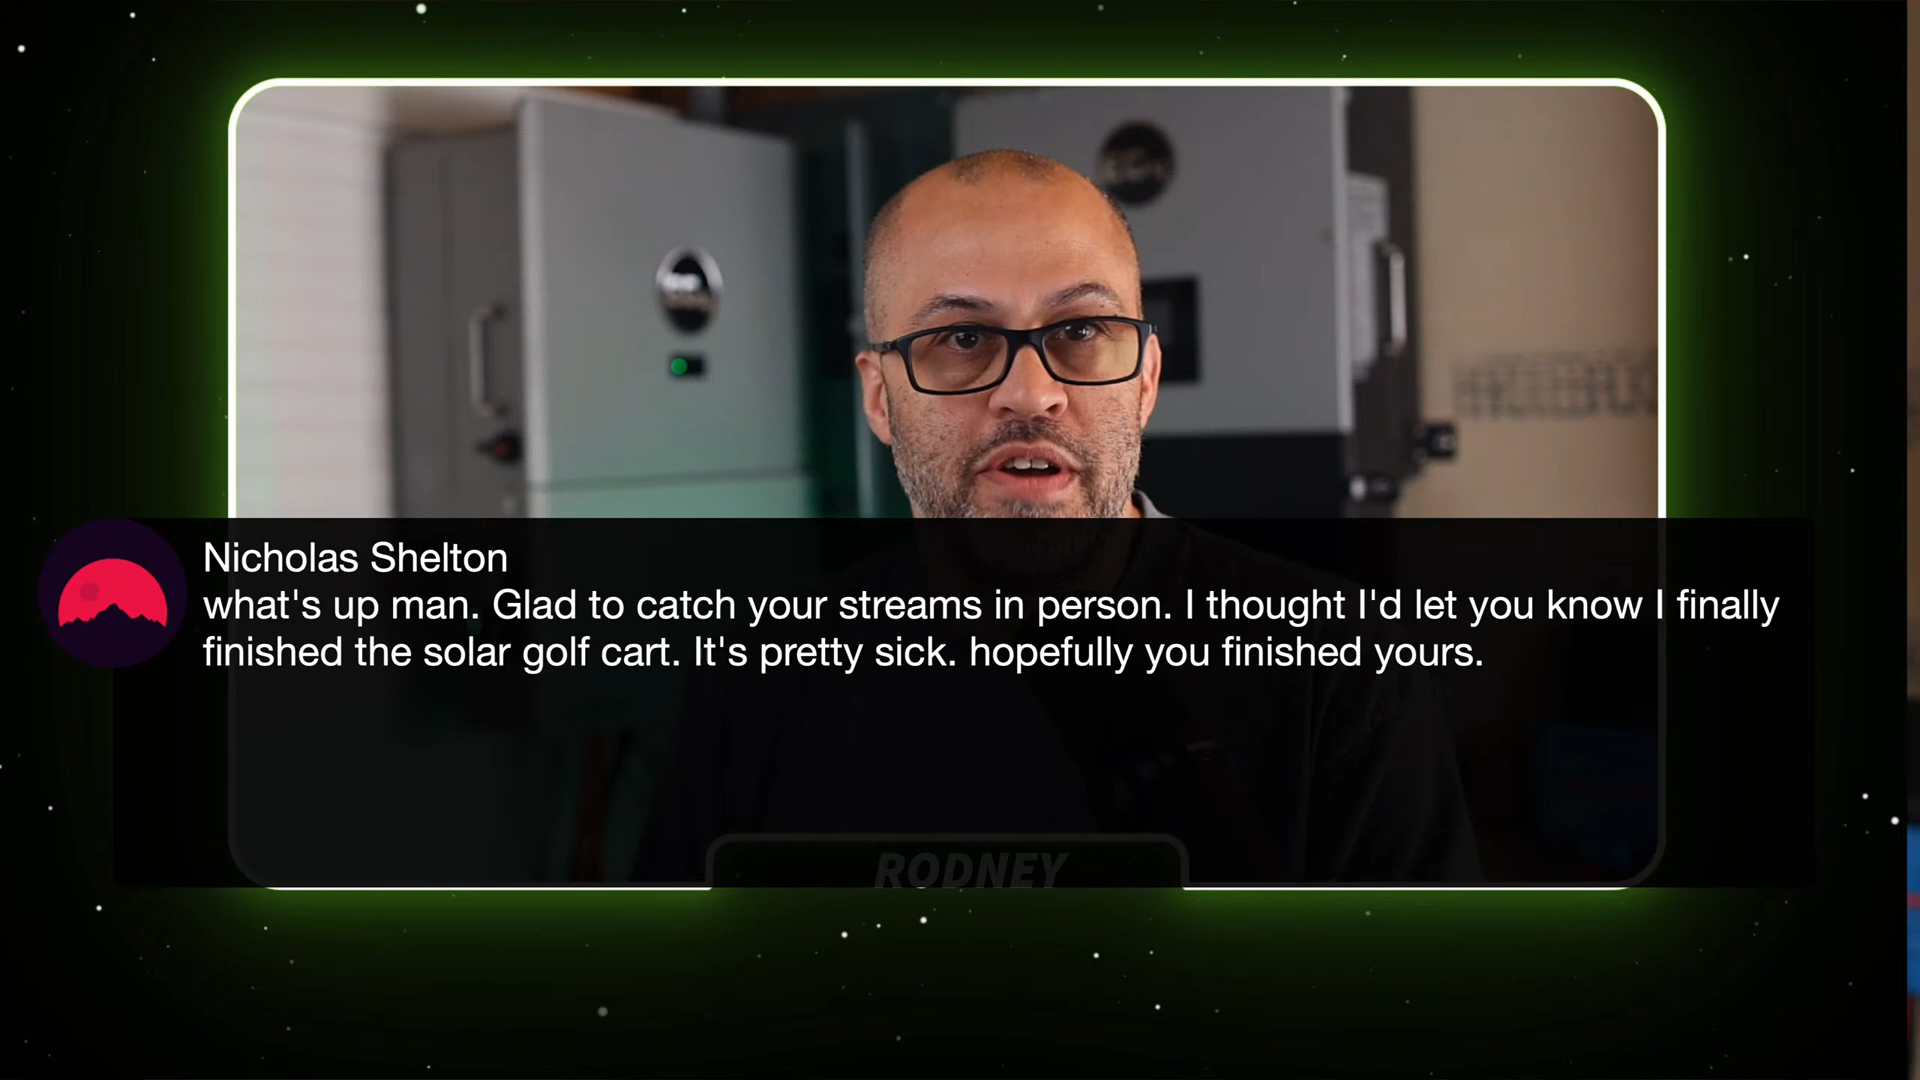 Nicholas Shelton
what's up man. Glad to catch your streams in person. I thought I'd let you know I finally
finished the solar golf cart. It's pretty sick. hopefully you finished yours.
RODNEY